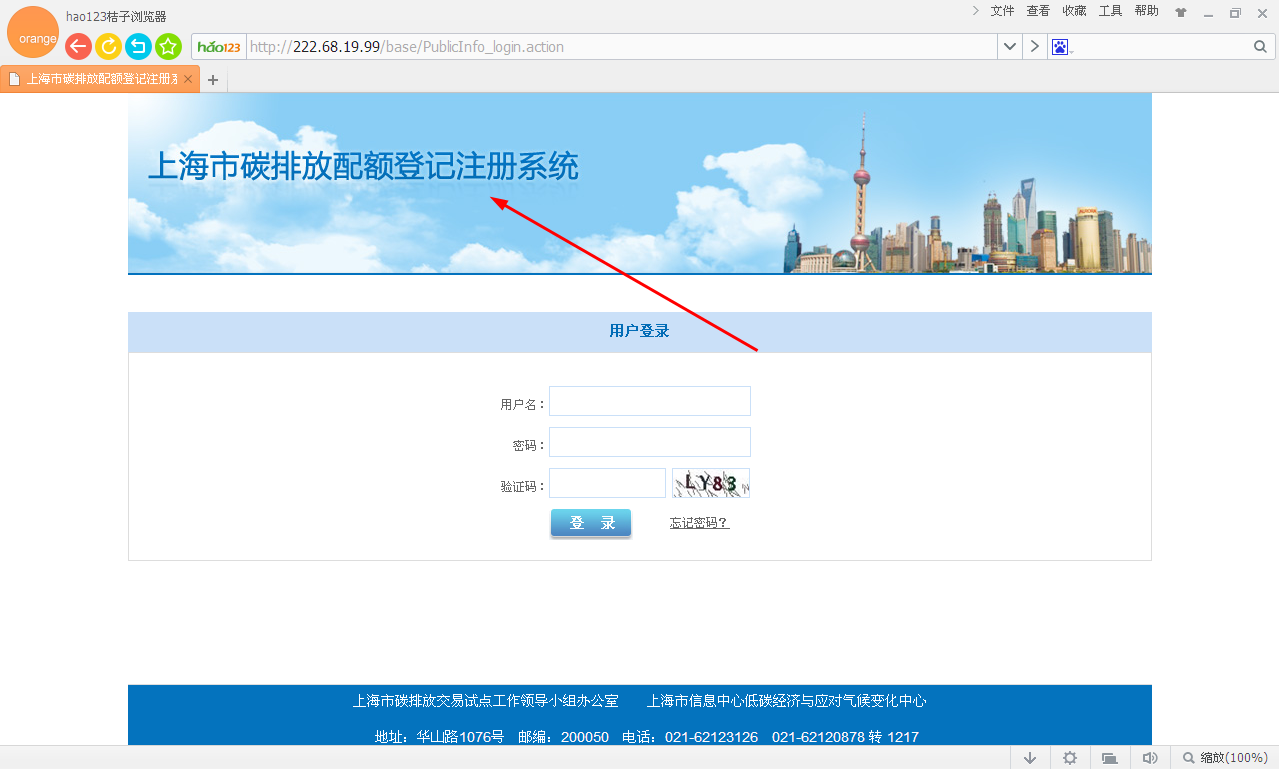 hao123桔子浏览器
文件 查看 收藏 工具 帮助
orange
hao123 http://222.68.19.99/base/PublicInfo_login.action
上海市碳排放配额登记注册系
上海市碳排放配额登记注册系统
AURORA
用户登录
用户名：
密码：
验证码： LY83
登 录 忘记密码？
上海市碳排放交易试点工作领导小组办公室 上海市信息中心低碳经济与应对气候变化中心
地址：华山路1076号 邮编：200050 电话：021-62123126 021-62120878 转 1217
缩放(100%)